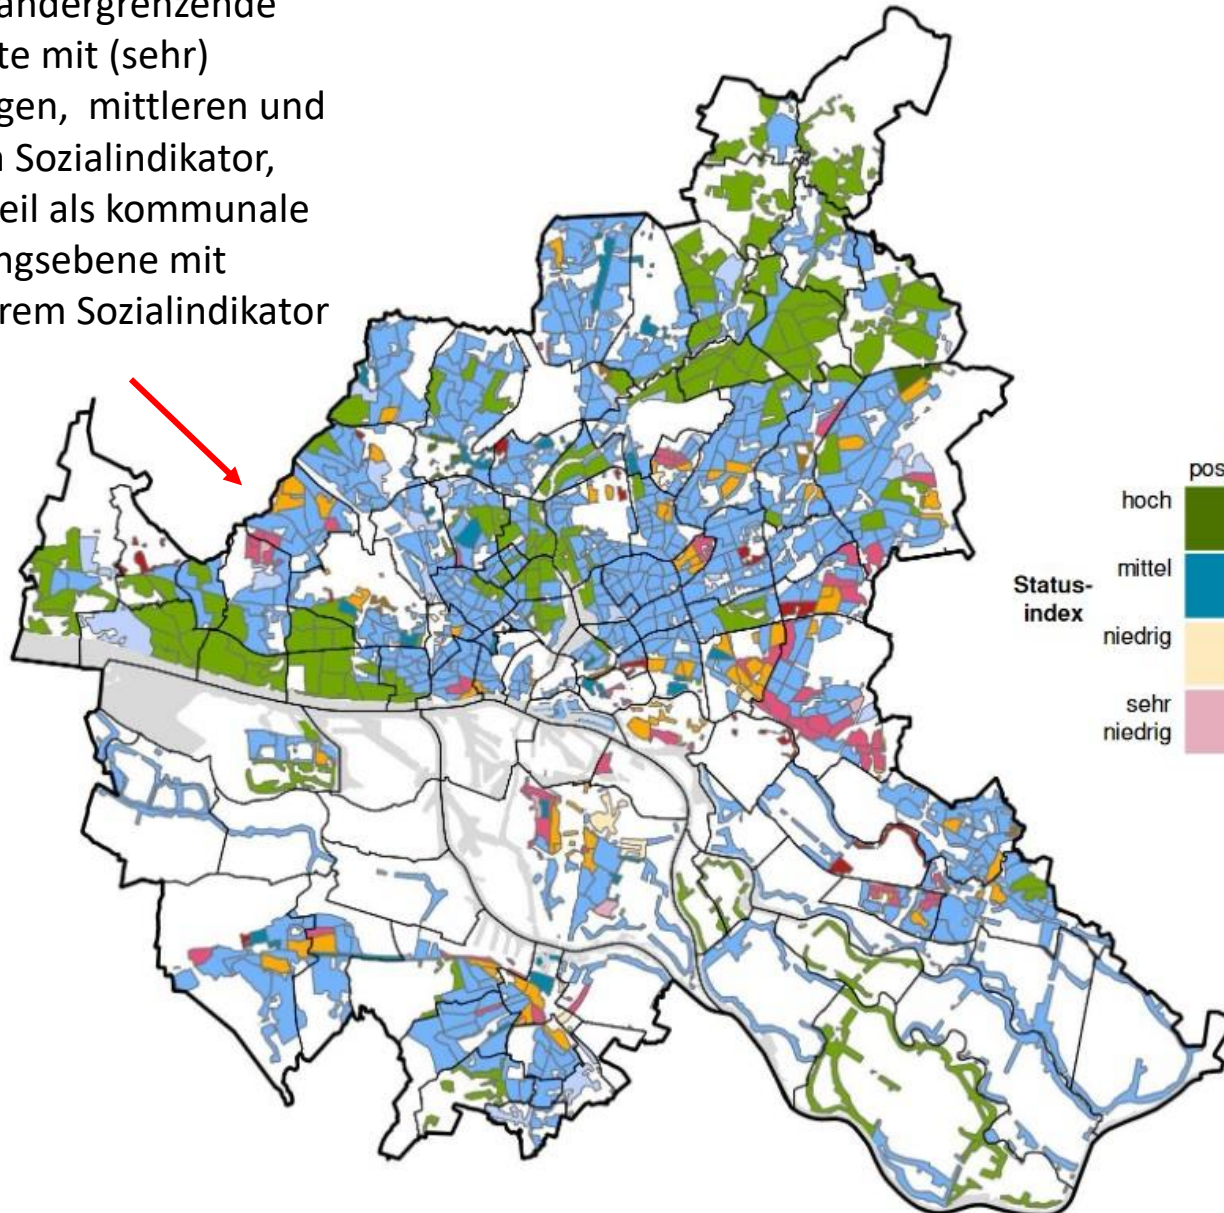 andergrenzende
te mit (sehr)
gen, mittleren und
Sozialindikator,
eil als kommunale
ngsebene mit
rem Sozialindikator
pos
hoch
mittel
Status-
index
niedrig
sehr
niedrig